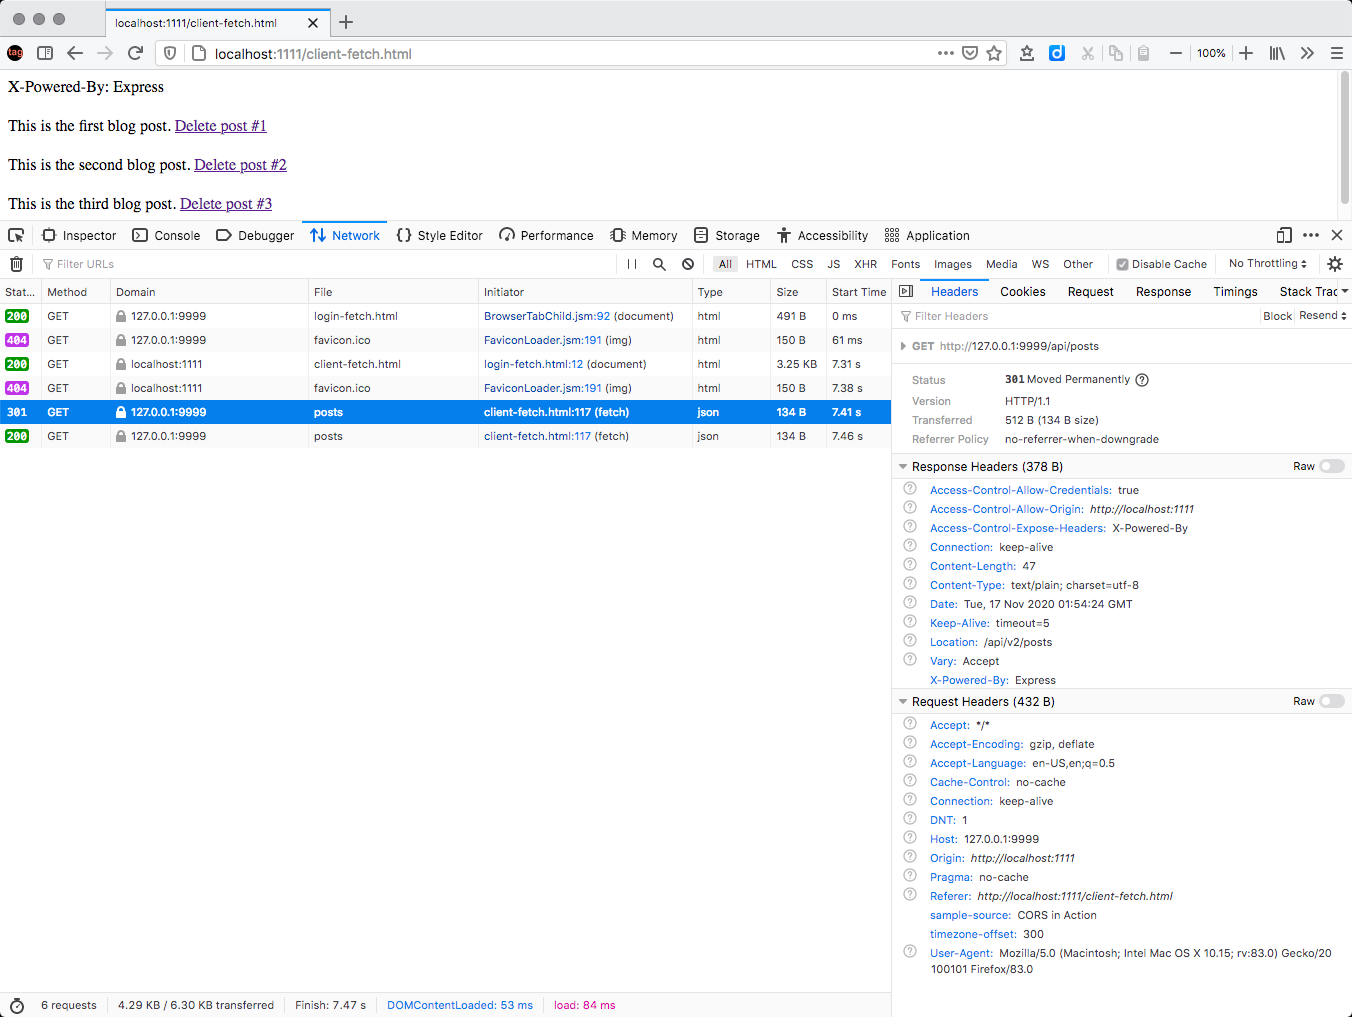 localhost:1111/client-fetch.html
tag
localhost:1111/client-fetch.html
100%
X-Powered-By: Express
This is the first blog post. Delete post #1
This is the second blog post. Delete post #2
This is the third blog post. Delete post #3
Inspector Console Debugger Network Style Editor Performance Memory Storage Accessibility Application
Filter URLs All HTML CSS JS XHR Fonts Images Media WS Other Disable Cache No Throttling
Stat... Method Domain File Initiator Type Size Start Time
200 GET 127.0.0.1:9999 login-fetch.html BrowserTabChild.jsm:92 (document) html 491 B 0 ms
404 GET 127.0.0.1:9999 favicon.ico FaviconLoader.jsm:191 (img) html 150 B 61 ms
200 GET localhost:1111 client-fetch.html login-fetch.html:12 (document) html 3.25 KB 7.31 s
404 GET localhost:1111 favicon.ico FaviconLoader.jsm:191 (img) html 150 B 7.38 s
301 GET 127.0.0.1:9999 posts client-fetch.html:117 (fetch) json 134 B 7.41 s
200 GET 127.0.0.1:9999 posts client-fetch.html:117 (fetch) json 134 B 7.46 s
Headers Cookies Request Response Timings Stack Trac
Filter Headers Block Resend
GET http://127.0.0.1:9999/api/posts
Status 301 Moved Permanently
Version HTTP/1.1
Transferred 512 B (134 B size)
Referrer Policy no-referrer-when-downgrade
Response Headers (378 B) Raw
Access-Control-Allow-Credentials: true
Access-Control-Allow-Origin: http://localhost:1111
Access-Control-Expose-Headers: X-Powered-By
Connection: keep-alive
Content-Length: 47
Content-Type: text/plain; charset=utf-8
Date: Tue, 17 Nov 2020 01:54:24 GMT
Keep-Alive: timeout=5
Location: /api/v2/posts
Vary: Accept
X-Powered-By: Express
Request Headers (432 B) Raw
Accept: */*
Accept-Encoding: gzip, deflate
Accept-Language: en-US,en;q=0.5
Cache-Control: no-cache
Connection: keep-alive
DNT: 1
Host: 127.0.0.1:9999
Origin: http://localhost:1111
Pragma: no-cache
Referer: http://localhost:1111/client-fetch.html
sample-source: CORS in Action
timezone-offset: 300
User-Agent: Mozilla/5.0 (Macintosh; Intel Mac OS X 10.15; rv:83.0) Gecko/20
100101 Firefox/83.0
6 requests 4.29 KB / 6.30 KB transferred Finish: 7.47 s DOMContentLoaded: 53 ms load: 84 ms